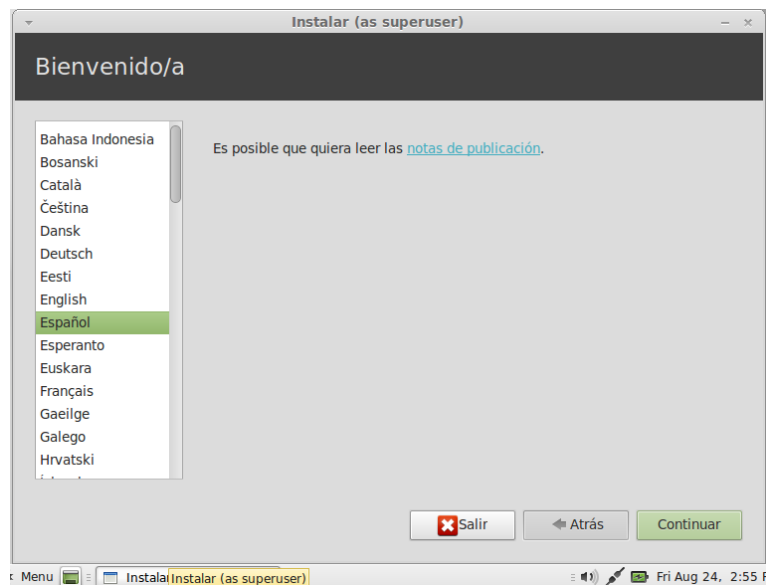 Instalar (as superuser)
Bienvenido/a
Bahasa Indonesia
Bosanski
Català
Čeština
Dansk
Deutsch
Eesti
English
Español
Esperanto
Euskara
Français
Gaeilge
Galego
Hrvatski
Es posible que quiera leer las notas de publicación.
Salir
Atrás
Continuar
Menu
Instalar (as superuser)
Fri Aug 24, 2:55